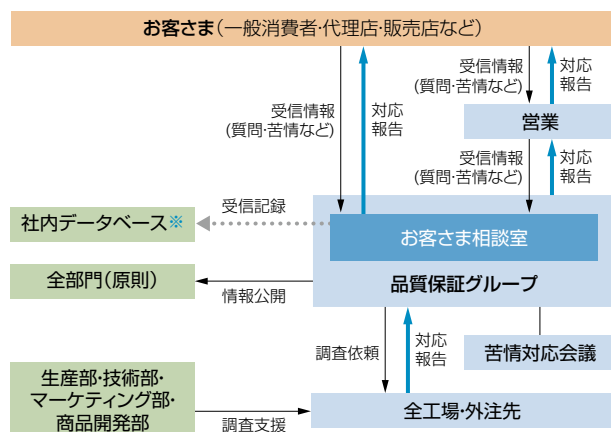 お客さま(一般消費者・代理店・販売店など)
受信情報
(質問・苦情など)
対応
報告
受信情報
(質問・苦情など)
対応
報告
営業
受信情報
(質問・苦情など)
対応
報告
社内データベース※
受信記録
お客さま相談室
全部門(原則)
情報公開
品質保証グループ
調査依頼
対応
報告
苦情対応会議
生産部・技術部・
マーケティング部・
商品開発部
調査支援
全工場・外注先